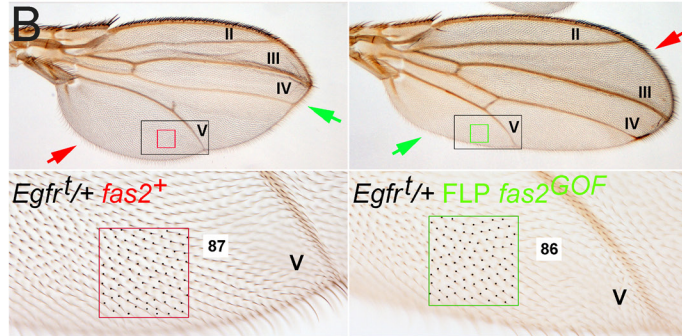 B
II
III
IV
V
II
III
IV
V
Egfrᵗ/+ fas2⁺
87
V
Egfrᵗ/+ FLP fas2ᴳᴼᶠ
86
V